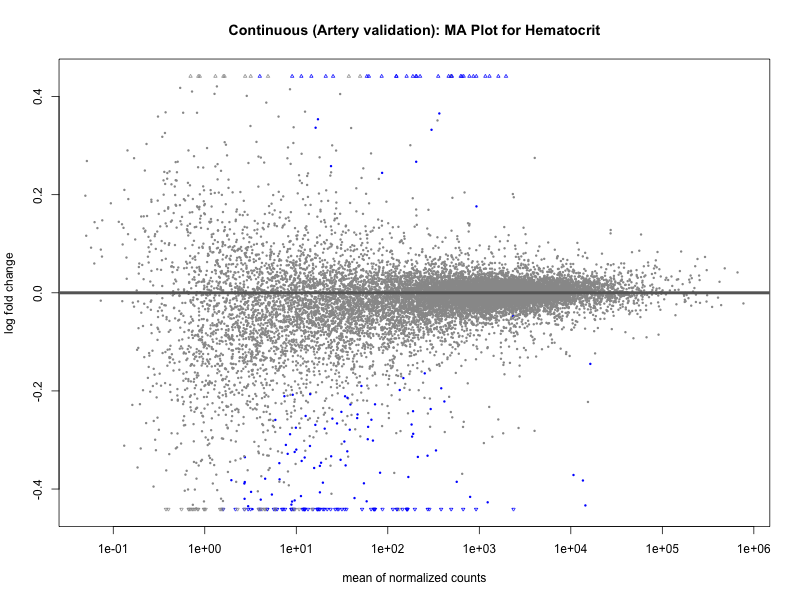 Continuous (Artery validation): MA Plot for Hematocrit
log fold change
0.4
0.2
0.0
-0.2
-0.4
1e-01 1e+00 1e+01 1e+02 1e+03 1e+04 1e+05 1e+06
mean of normalized counts